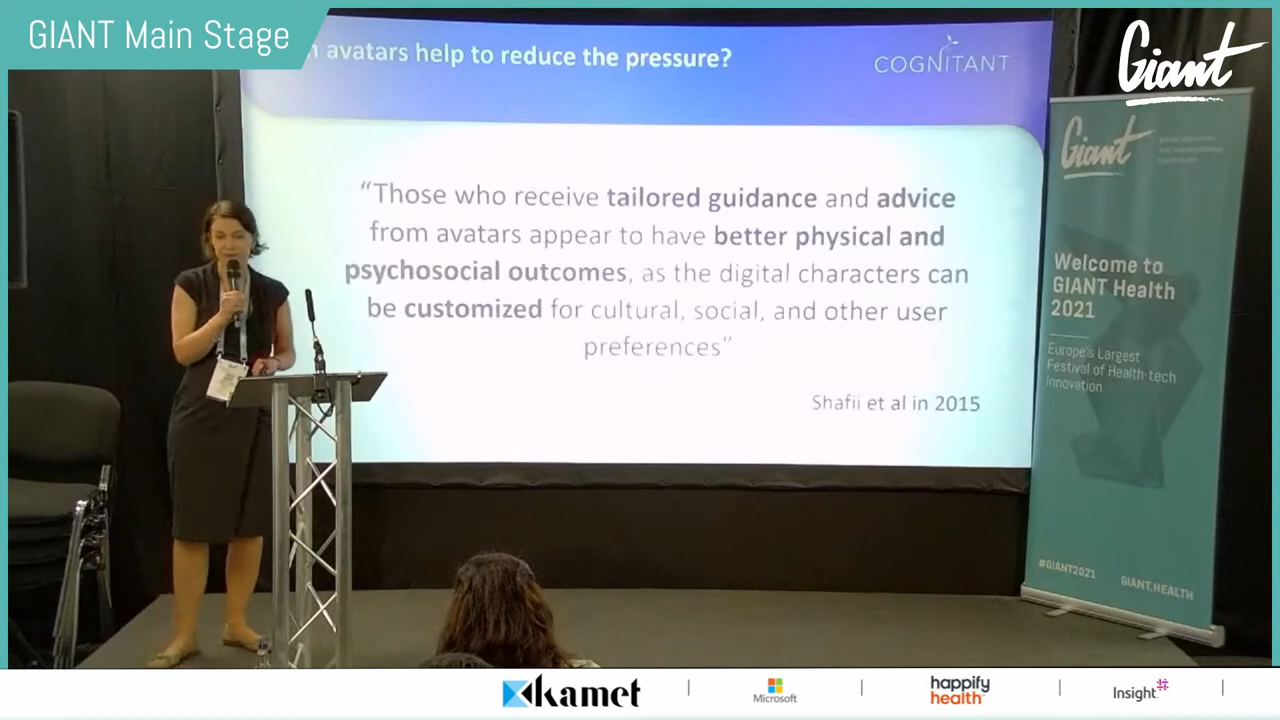 GIANT Main Stage
avatars help to reduce the pressure?
COGNITANT
Giant
“Those who receive tailored guidance and advice
from avatars appear to have better physical and
psychosocial outcomes, as the digital characters can
be customized for cultural, social, and other user
preferences”
Shafii et al in 2015
Giant
Welcome to
GIANT Health
2021
Europe's Largest
Festival of Health-tech
Innovation
#GIANT2021
GIANT.HEALTH
kamet
Microsoft
happify
health
Insight